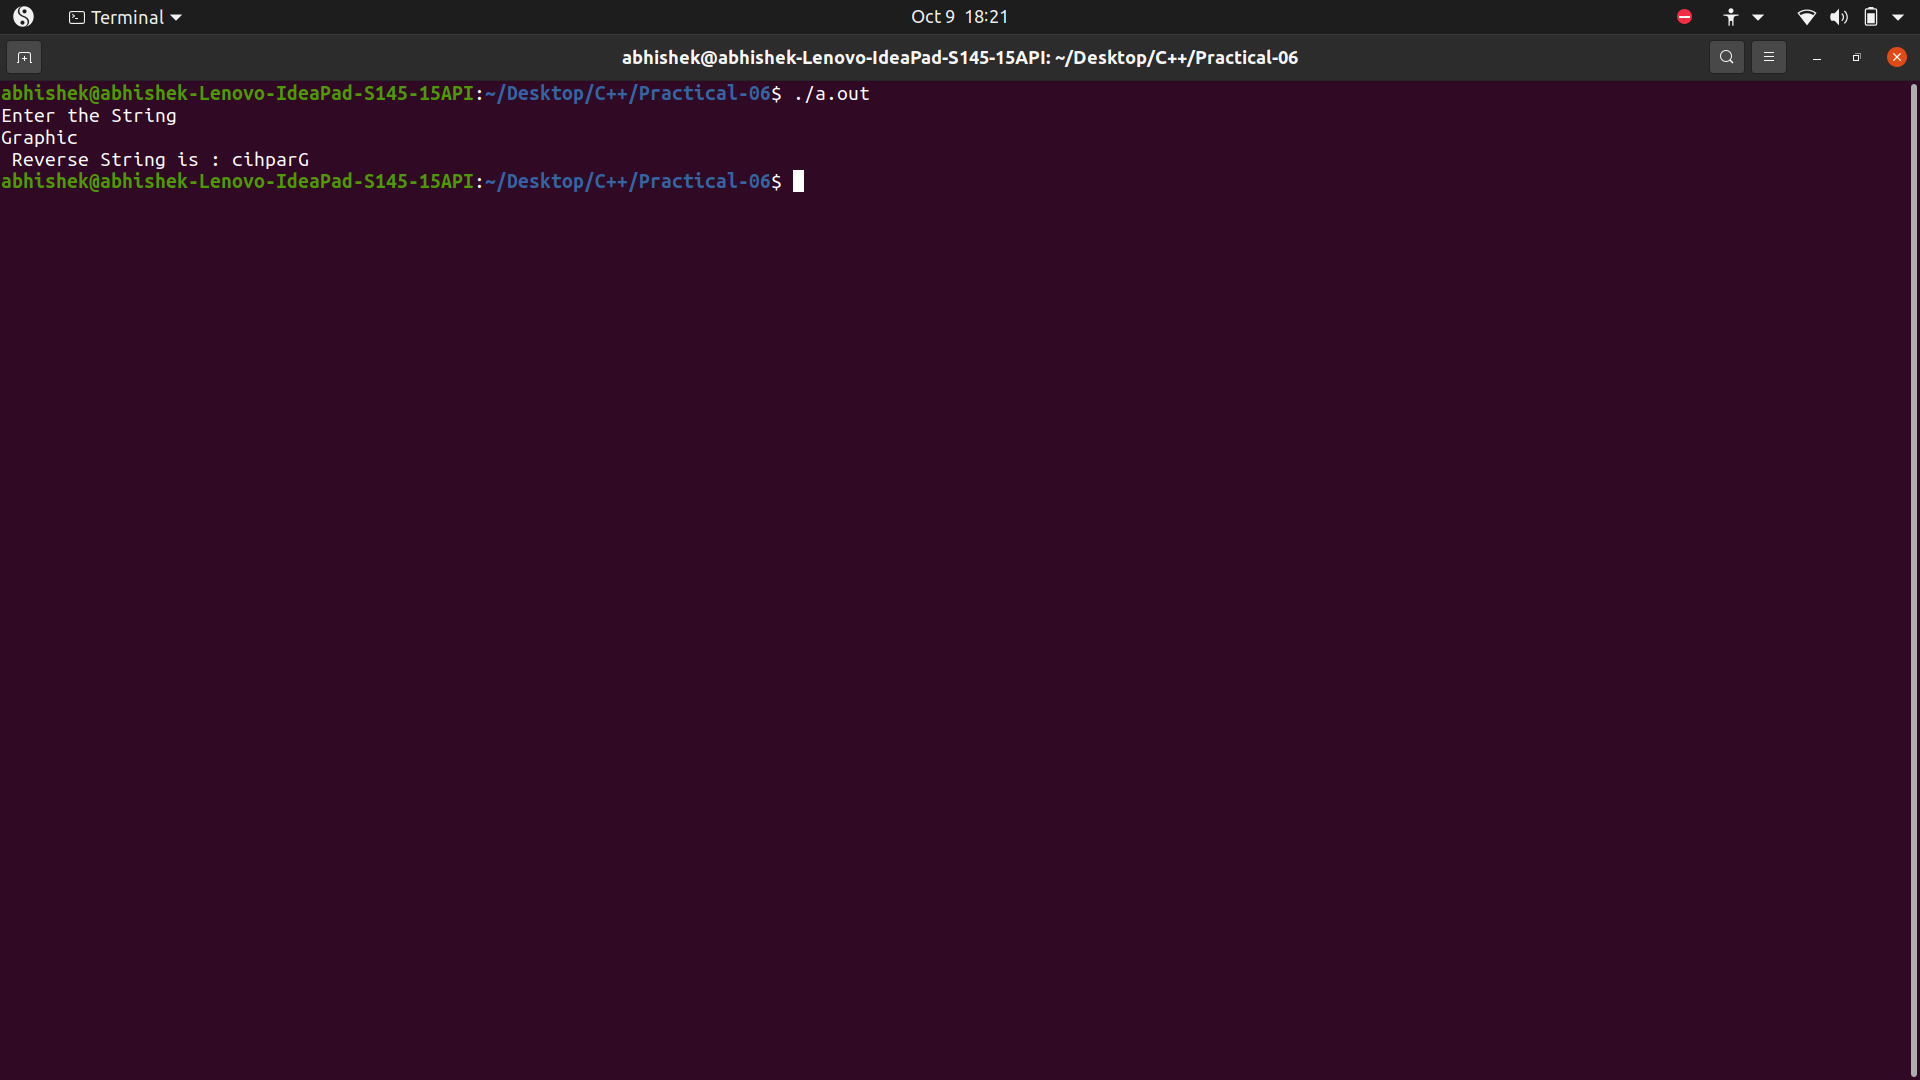 Terminal
Oct 9 18:21
abhishek@abhishek-Lenovo-IdeaPad-S145-15API: ~/Desktop/C++/Practical-06
abhishek@abhishek-Lenovo-IdeaPad-S145-15API:~/Desktop/C++/Practical-06$ ./a.out
Enter the String
Graphic
 Reverse String is : cihparG
abhishek@abhishek-Lenovo-IdeaPad-S145-15API:~/Desktop/C++/Practical-06$